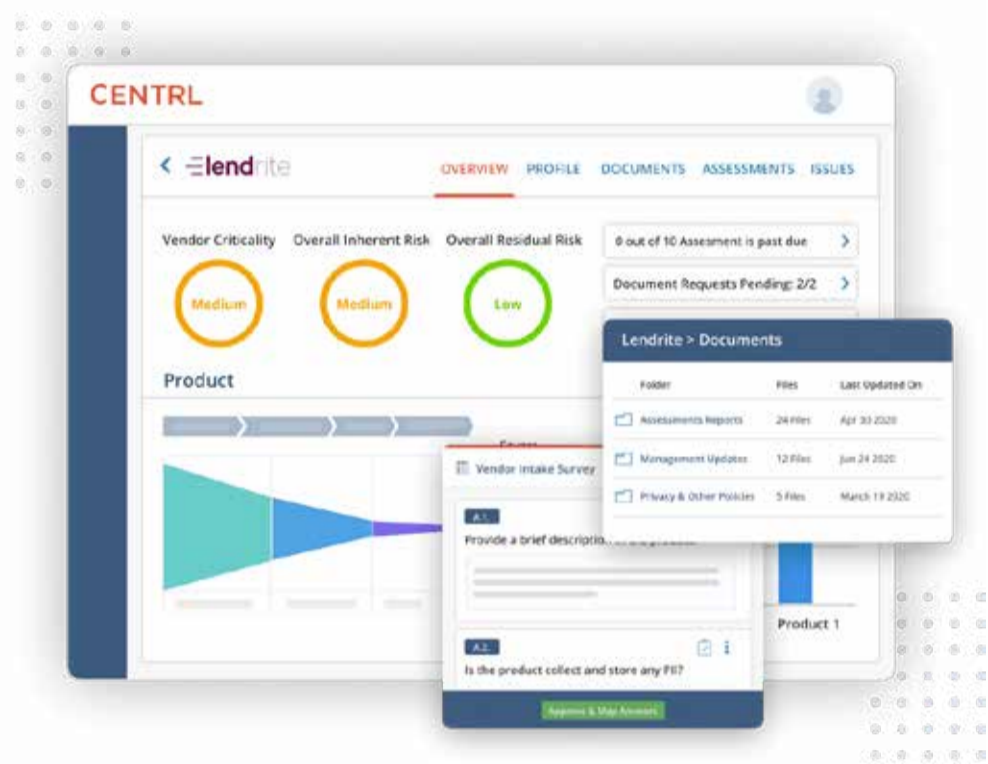 CENTRL
lendrite
OVERVIEW PROFILE DOCUMENTS ASSESSMENTS ISSUES
Vendor Criticality Overall Inherent Risk Overall Residual Risk
Medium Medium Low
0 out of 10 Assesment is past due
Document Requests Pending: 2/2
Product
Lendrite > Documents
Folder Files Last Updated On
Assessments Reports 24 Files Apr 30 2020
Management Updates 12 Files Jun 24 2020
Privacy & Other Policies 5 Files March 19 2020
Vendor Intake Survey
A.1.
Provide a brief description
A.2.
Is the product collect and store any PII?
Approve & Map Answers
Product 1